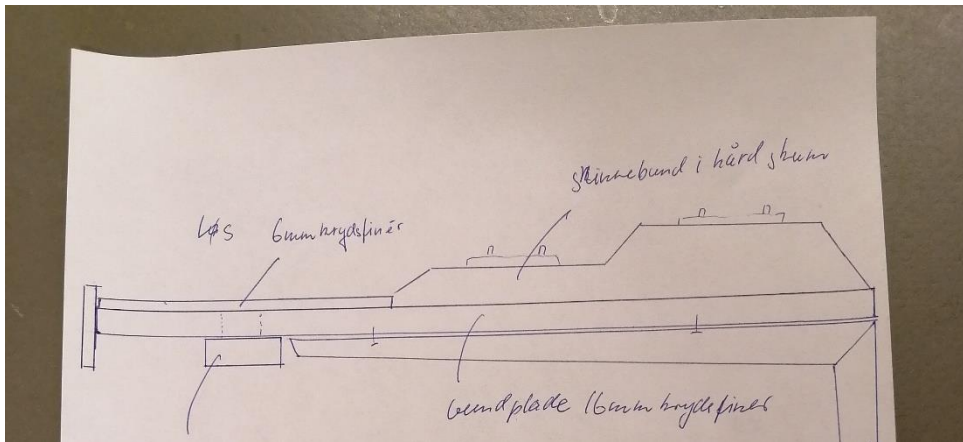 skinnebund i hård skum
Løs 6mm krydsfinér
bundplade 16mm krydsfinér